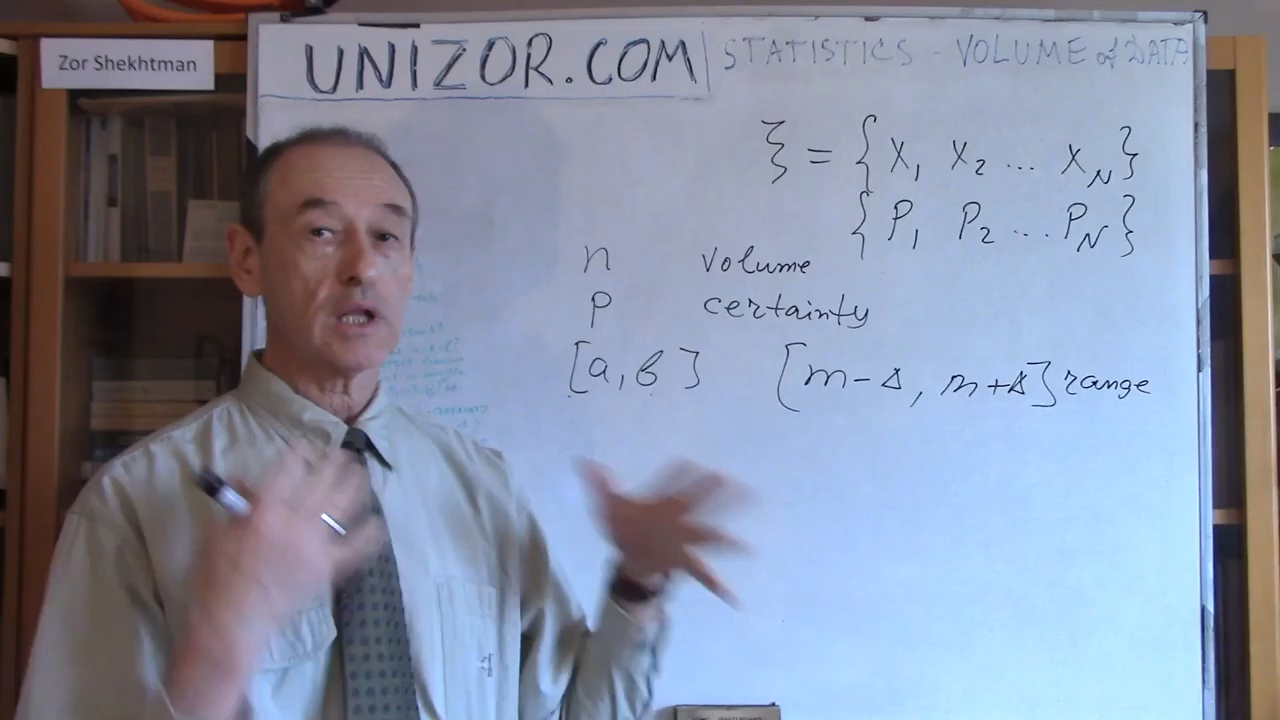 Zor Shekhtman
UNIZOR.COM
STATISTICS - VOLUME of DATA
ξ = { X₁ X₂ ... X_N }
{ P₁ P₂ ... P_N }
n volume
p certainty
[a, b] [m-Δ, m+Δ] range